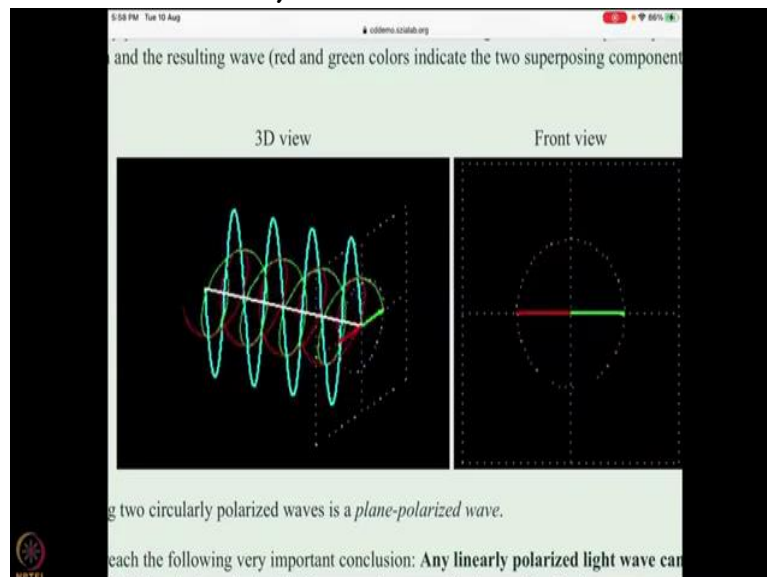 5:58 PM Tue 10 Aug
cddemo.szialab.org
66%
and the resulting wave (red and green colors indicate the two superposing component
3D view
Front view
g two circularly polarized waves is a plane-polarized wave.
each the following very important conclusion: Any linearly polarized light wave can
NPTEL